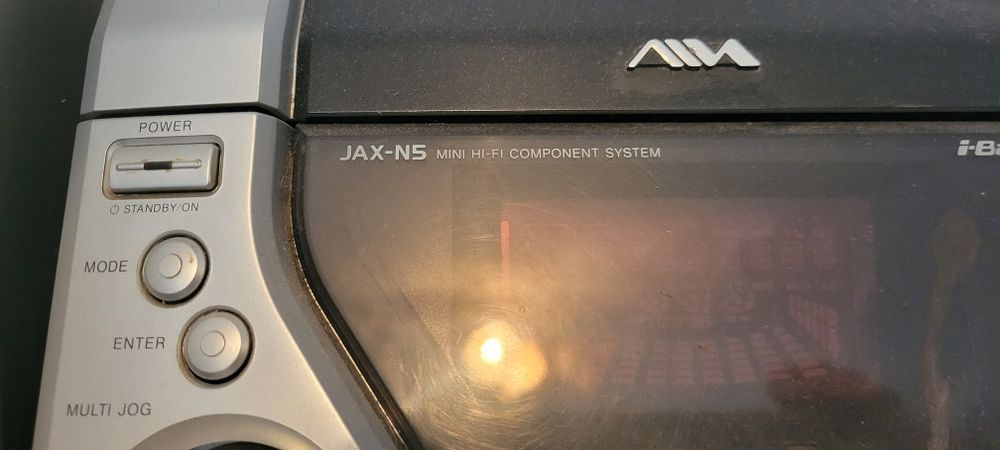 AIWA
POWER
JAX-N5 MINI HI-FI COMPONENT SYSTEM
STANDBY/ON
MODE
ENTER
MULTI JOG